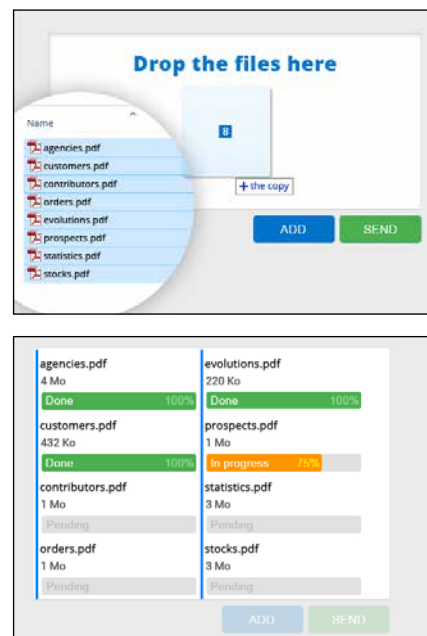 Drop the files here
Name
8
agencies.pdf
customers.pdf
contributors.pdf
orders.pdf
evolutions.pdf
prospects.pdf
statistics.pdf
stocks.pdf
+ the copy
ADD SEND
agencies.pdf
4 Mo
Done 100%
customers.pdf
432 Ko
Done 100%
contributors.pdf
1 Mo
Pending
orders.pdf
1 Mo
Pending
evolutions.pdf
220 Ko
Done 100%
prospects.pdf
1 Mo
In progress 75%
statistics.pdf
3 Mo
Pending
stocks.pdf
3 Mo
Pending
ADD SEND